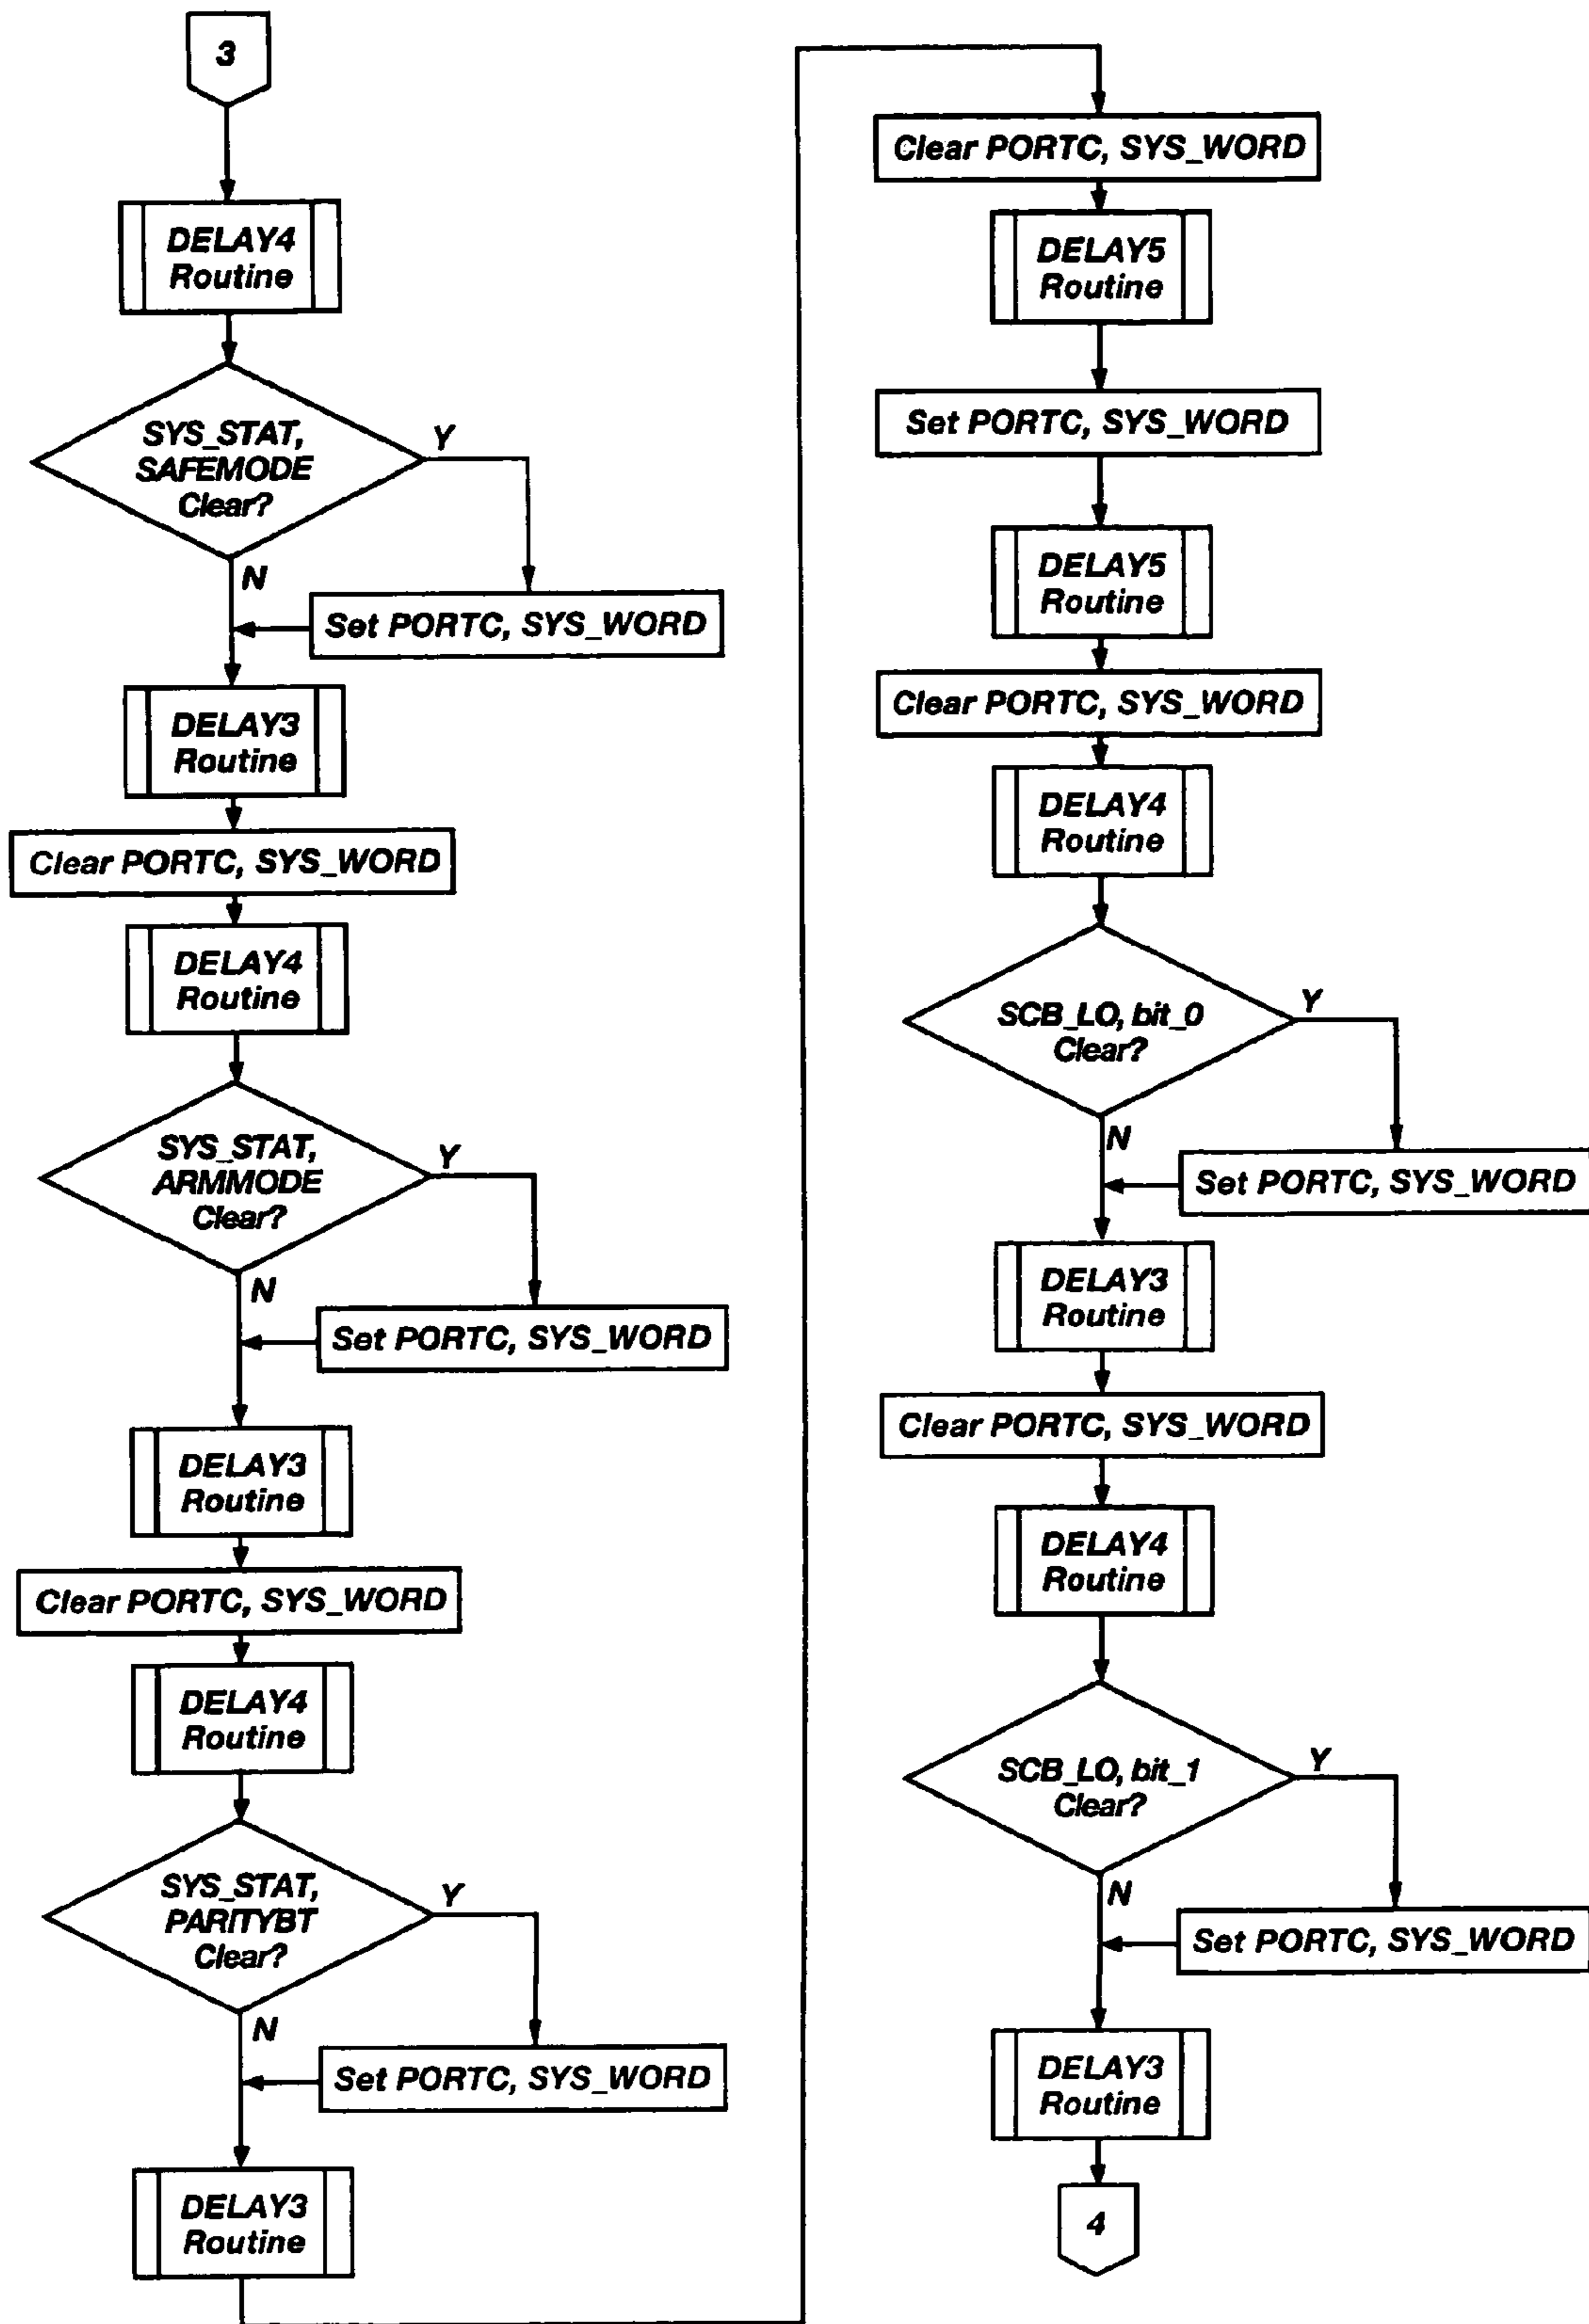 3
DELAY4
Routine
SYS_STAT,
SAFEMODE
Clear?
Y
N
Set PORTC, SYS_WORD
DELAY3
Routine
Clear PORTC, SYS_WORD
DELAY4
Routine
SYS_STAT,
ARMMODE
Clear?
Y
N
Set PORTC, SYS_WORD
DELAY3
Routine
Clear PORTC, SYS_WORD
DELAY4
Routine
SYS_STAT,
PARITYBT
Clear?
Y
N
Set PORTC, SYS_WORD
DELAY3
Routine
Clear PORTC, SYS_WORD
DELAY5
Routine
Set PORTC, SYS_WORD
DELAY5
Routine
Clear PORTC, SYS_WORD
DELAY4
Routine
SCB_LO, bit_0
Clear?
Y
N
Set PORTC, SYS_WORD
DELAY3
Routine
Clear PORTC, SYS_WORD
DELAY4
Routine
SCB_LO, bit_1
Clear?
Y
N
Set PORTC, SYS_WORD
DELAY3
Routine
4